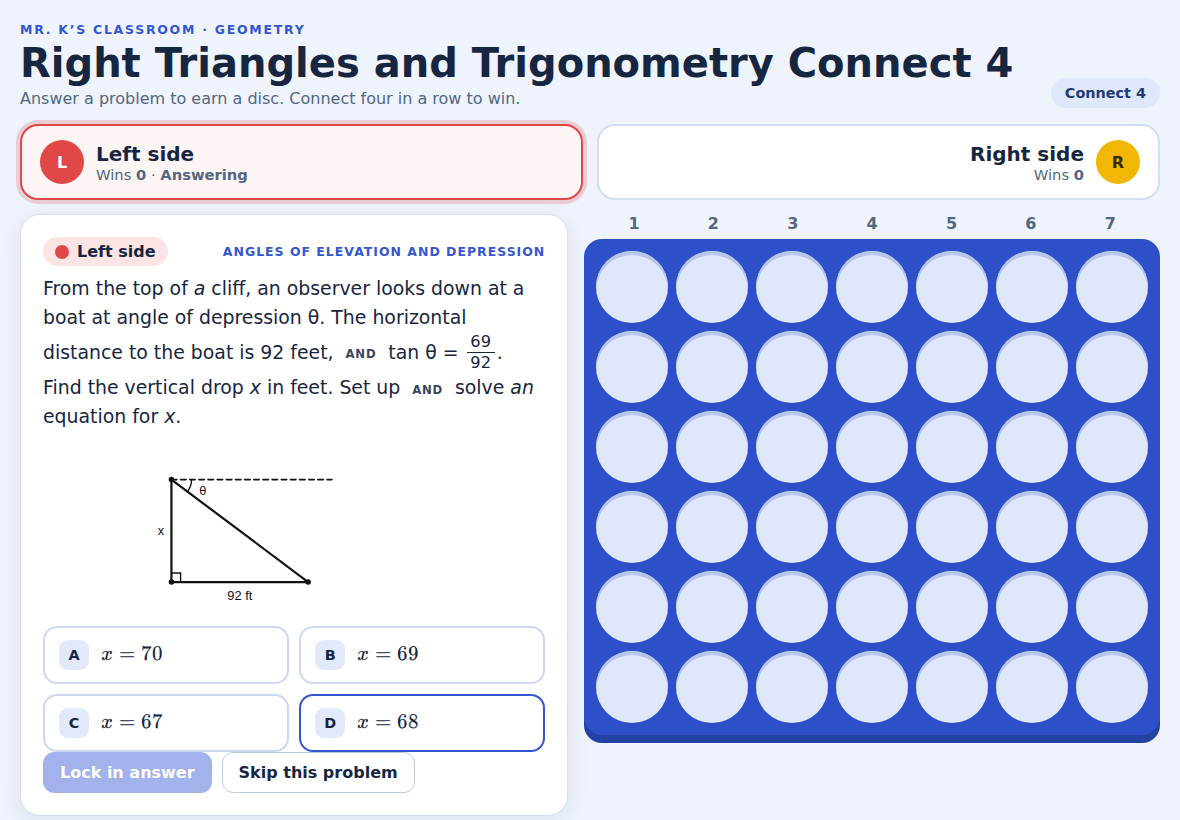 MR. K’S CLASSROOM · GEOMETRY
Right Triangles and Trigonometry Connect 4
Answer a problem to earn a disc. Connect four in a row to win.
Connect 4
L
Left side
Wins 0 · Answering
Right side
Wins 0
R
Left side
ANGLES OF ELEVATION AND DEPRESSION
From the top of a cliff, an observer looks down at a
boat at angle of depression θ. The horizontal
distance to the boat is 92 feet, AND tan θ = 69/92.
Find the vertical drop x in feet. Set up AND solve an
equation for x.
θ
x
92 ft
A x = 70
B x = 69
C x = 67
D x = 68
Lock in answer
Skip this problem
1 2 3 4 5 6 7